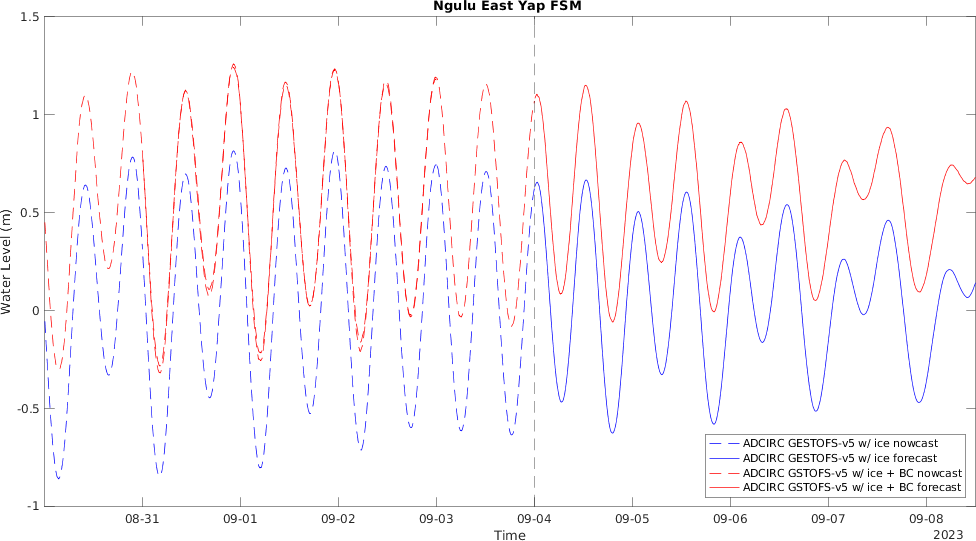 Ngulu East Yap FSM
1.5
1
0.5
0
-0.5
-1
Water Level (m)
ADCIRC GESTOFS-v5 w/ ice nowcast
ADCIRC GESTOFS-v5 w/ ice forecast
ADCIRC GSTOFS-v5 w/ ice + BC nowcast
ADCIRC GSTOFS-v5 w/ ice + BC forecast
08-31 09-01 09-02 09-03 09-04 09-05 09-06 09-07 09-08
Time
2023